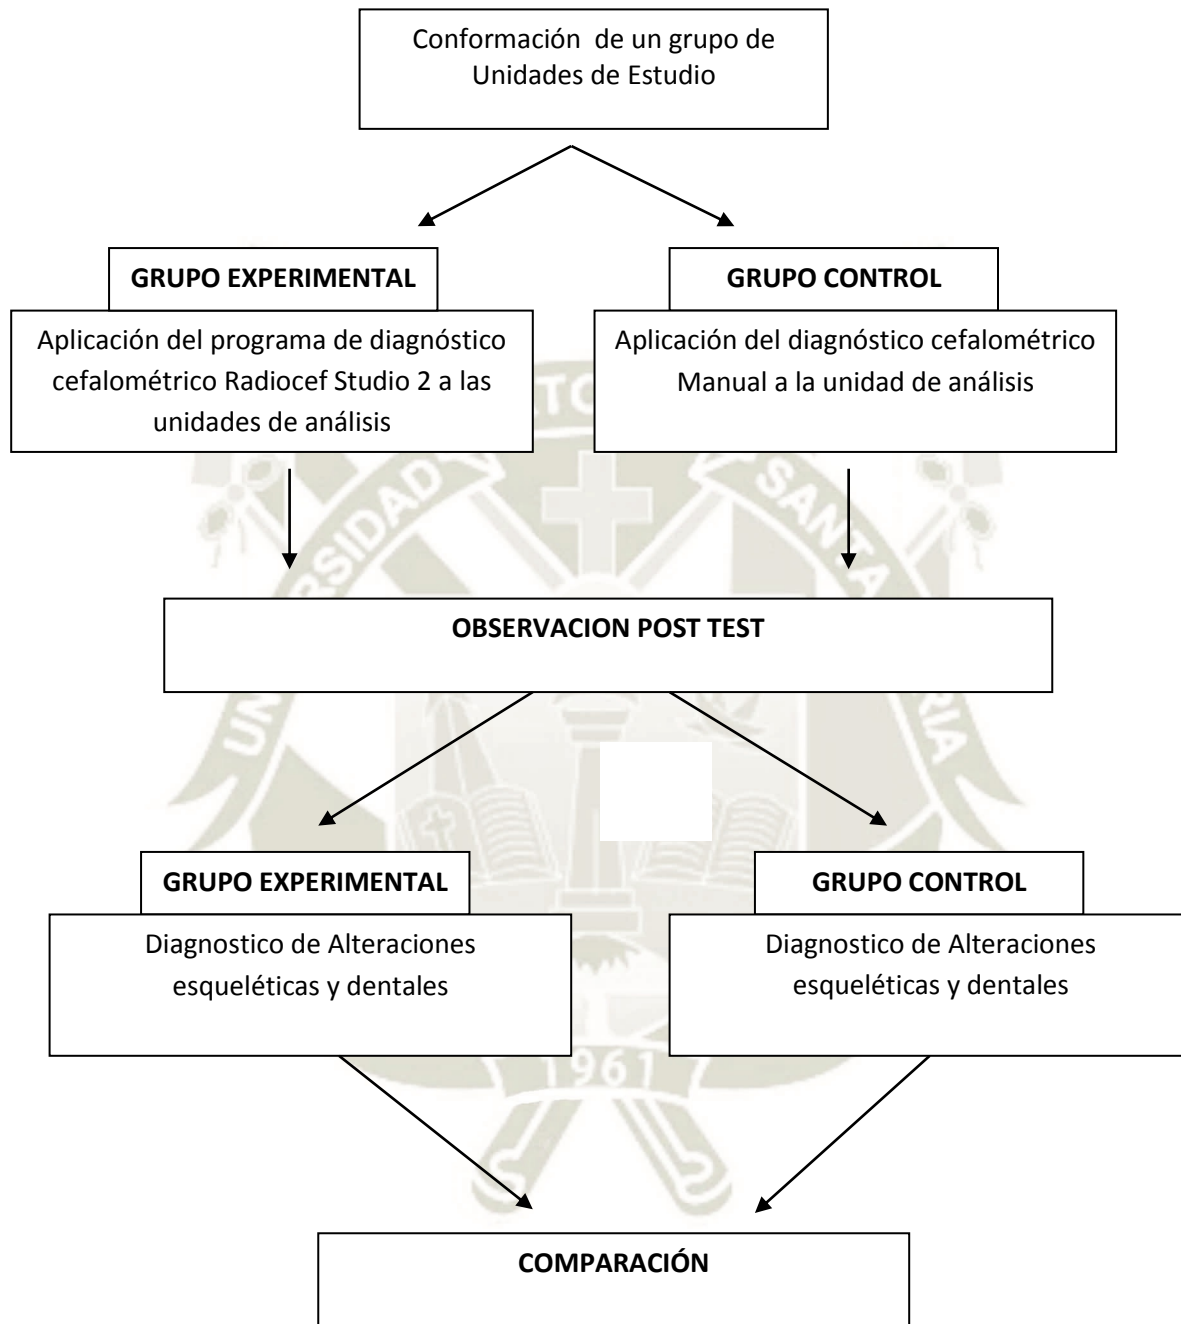 Conformación de un grupo de
Unidades de Estudio
GRUPO EXPERIMENTAL
Aplicación del programa de diagnóstico
cefalométrico Radiocef Studio 2 a las
unidades de análisis
GRUPO CONTROL
Aplicación del diagnóstico cefalométrico
Manual a la unidad de análisis
SANTA
OBSERVACION POST TEST
GRUPO EXPERIMENTAL
Diagnostico de Alteraciones
esqueléticas y dentales
GRUPO CONTROL
Diagnostico de Alteraciones
esqueléticas y dentales
1961
COMPARACIÓN